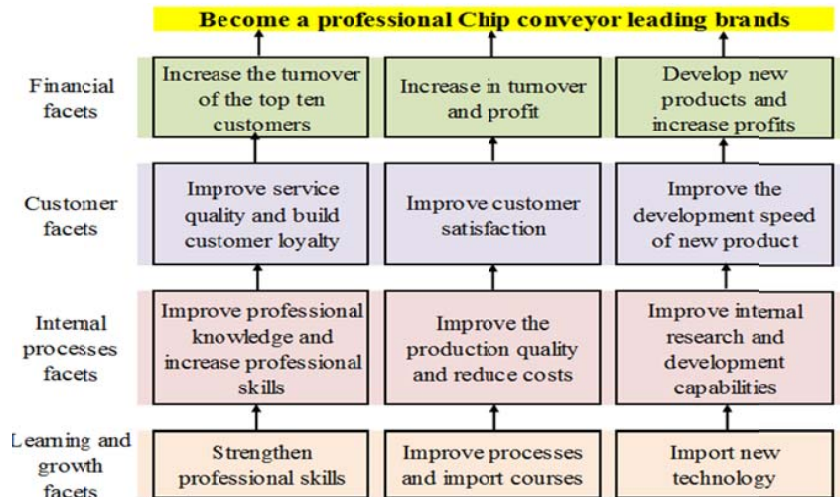 Become a professional Chip conveyor leading brands
Financial
facets
Increase the turnover
of the top ten
customers
Increase in turnover
and profit
Develop new
products and
increase profits
Customer
facets
Improve service
quality and build
customer loyalty
Improve customer
satisfaction
Improve the
development speed
of new product
Internal
processes
facets
Improve professional
knowledge and
increase professional
skills
Improve the
production quality
and reduce costs
Improve internal
research and
development
capabilities
Learning and
growth
facets
Strengthen
professional skills
Improve processes
and import courses
Import new
technology